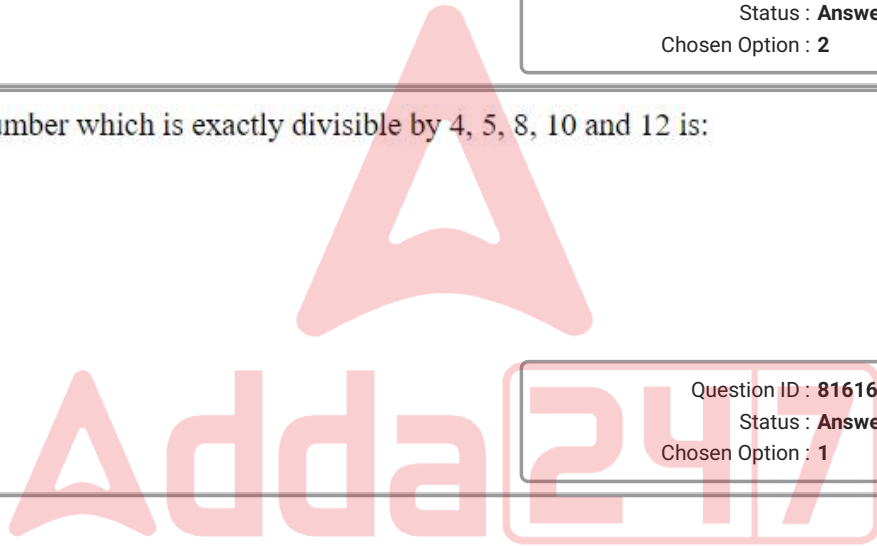 Status : Answe
Chosen Option : 2
umber which is exactly divisible by 4, 5, 8, 10 and 12 is:
Question ID : 81616
Status : Answe
Chosen Option : 1
Adda247